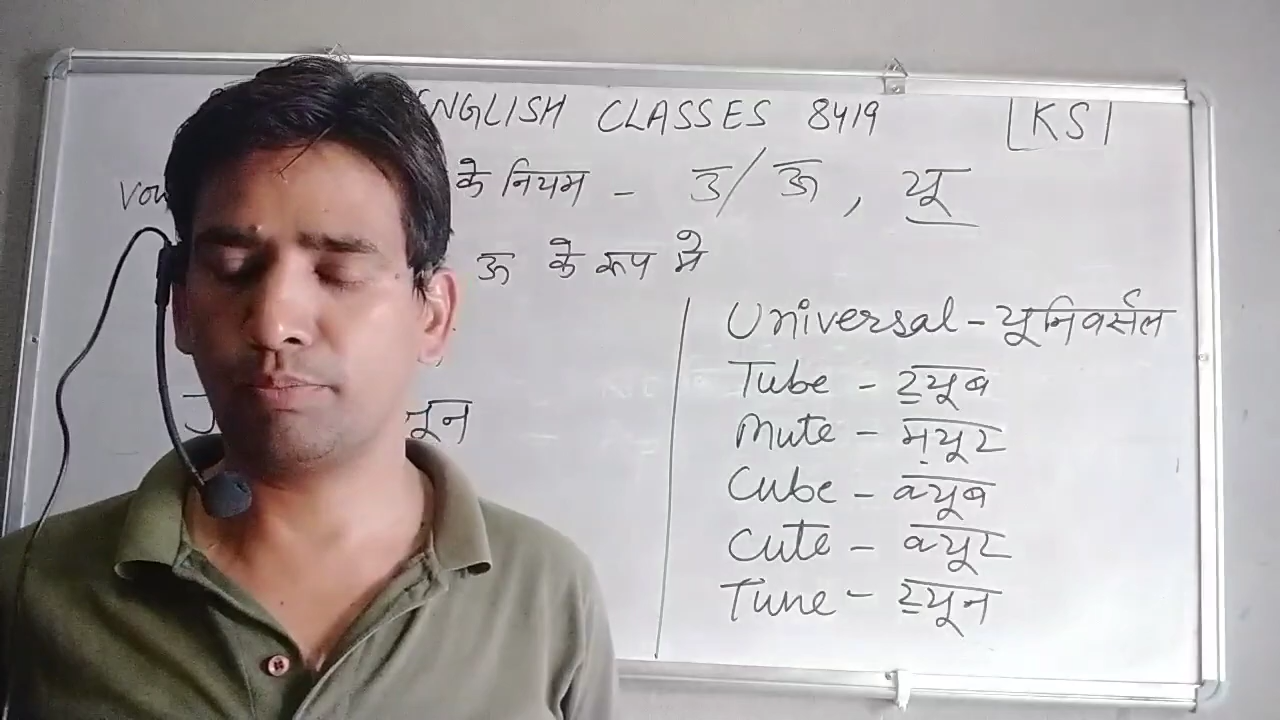 ENGLISH CLASSES 8419 KS
के नियम - उ/ऊ, यू
ऊ के रूप मे
Universal - यूनिवर्सल
Tube - ट्यूब
Mute - म्यूट
Cube - क्यूब
Cute - क्यूट
Tune - ट्यून